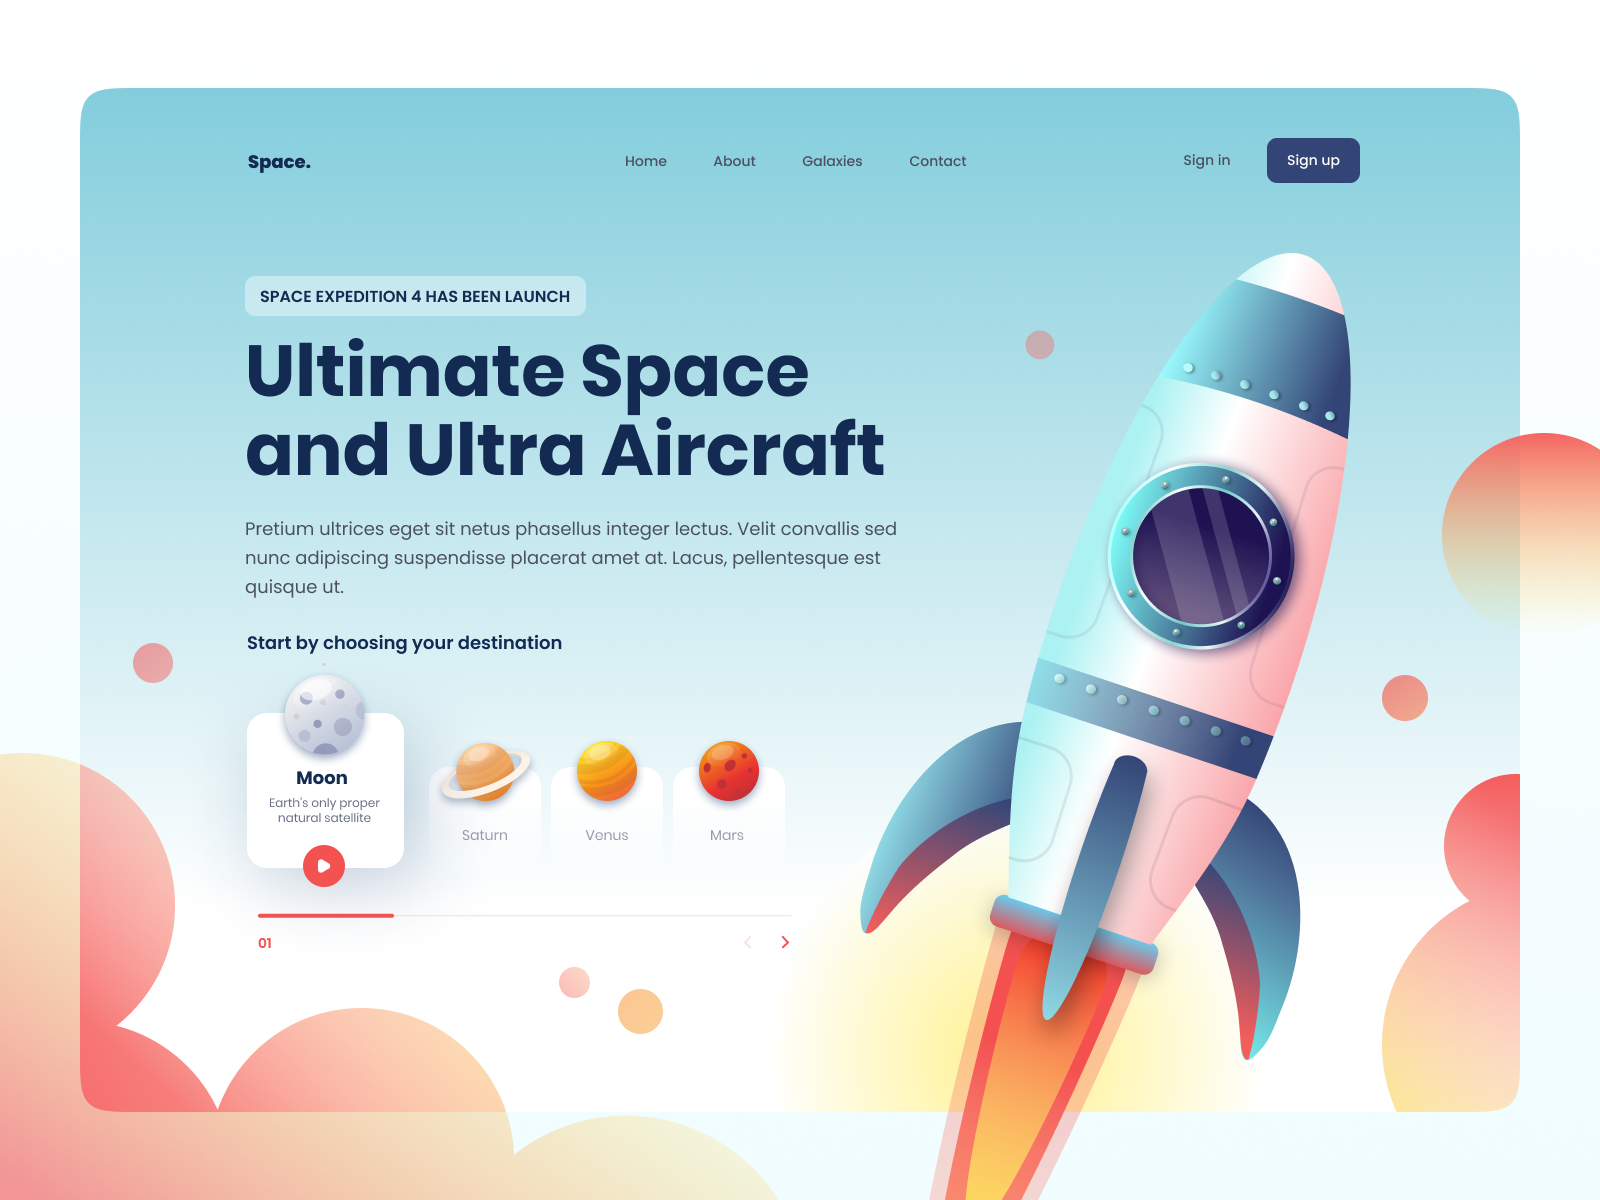 Space.
Home
About
Galaxies
Contact
Sign in
Sign up
SPACE EXPEDITION 4 HAS BEEN LAUNCH
Ultimate Space
and Ultra Aircraft
Pretium ultrices eget sit netus phasellus integer lectus. Velit convallis sed
nunc adipiscing suspendisse placerat amet at. Lacus, pellentesque est
quisque ut.
Start by choosing your destination
Moon
Earth's only proper
natural satellite
Saturn
Venus
Mars
01